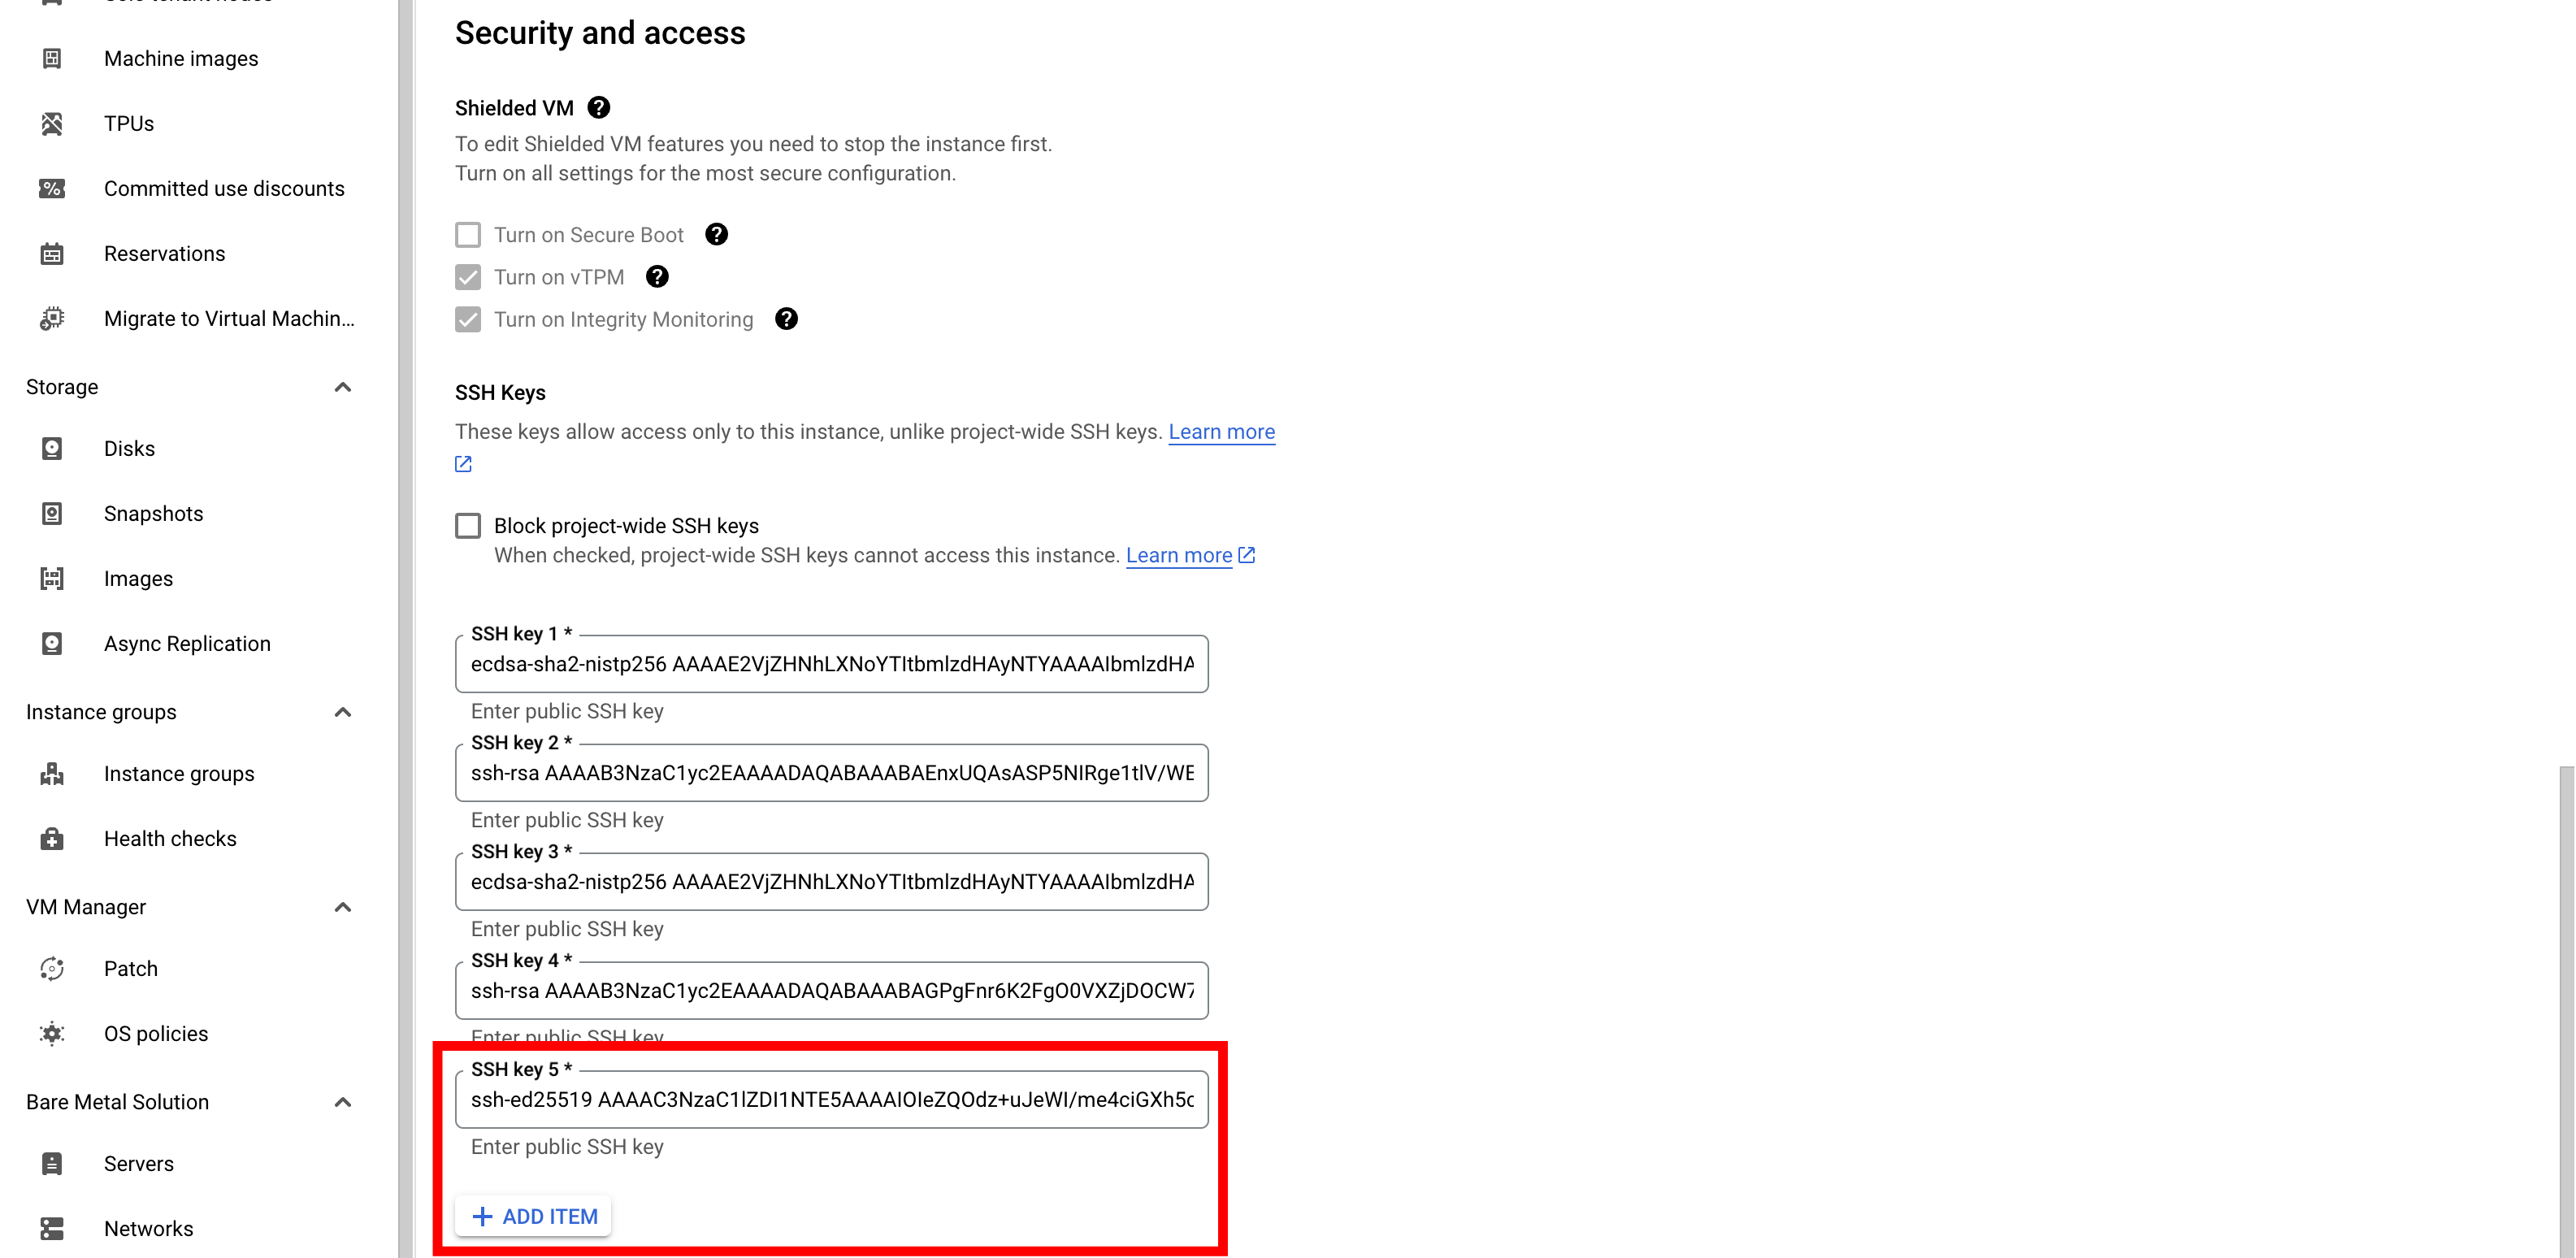 Machine images
TPUs
Committed use discounts
Reservations
Migrate to Virtual Machin...
Storage
Disks
Snapshots
Images
Async Replication
Instance groups
Instance groups
Health checks
VM Manager
Patch
OS policies
Bare Metal Solution
Servers
Networks
Security and access
Shielded VM
To edit Shielded VM features you need to stop the instance first.
Turn on all settings for the most secure configuration.
Turn on Secure Boot
Turn on vTPM
Turn on Integrity Monitoring
SSH Keys
These keys allow access only to this instance, unlike project-wide SSH keys. Learn more
Block project-wide SSH keys
When checked, project-wide SSH keys cannot access this instance. Learn more
SSH key 1 *
ecdsa-sha2-nistp256 AAAAE2VjZHNhLXNoYTItbmlzdHAyNTYAAAAIbmlzdHA
Enter public SSH key
SSH key 2 *
ssh-rsa AAAAB3NzaC1yc2EAAAADAQABAAABAEnxUQAsASP5NIRge1tlV/WE
Enter public SSH key
SSH key 3 *
ecdsa-sha2-nistp256 AAAAE2VjZHNhLXNoYTItbmlzdHAyNTYAAAAIbmlzdHA
Enter public SSH key
SSH key 4 *
ssh-rsa AAAAB3NzaC1yc2EAAAADAQABAAABAGPgFnr6K2FgO0VXZjDOCW7
Enter public SSH key
SSH key 5 *
ssh-ed25519 AAAAC3NzaC1lZDI1NTE5AAAAIOIeZQOdz+uJeWI/me4ciGXh5c
Enter public SSH key
+ ADD ITEM